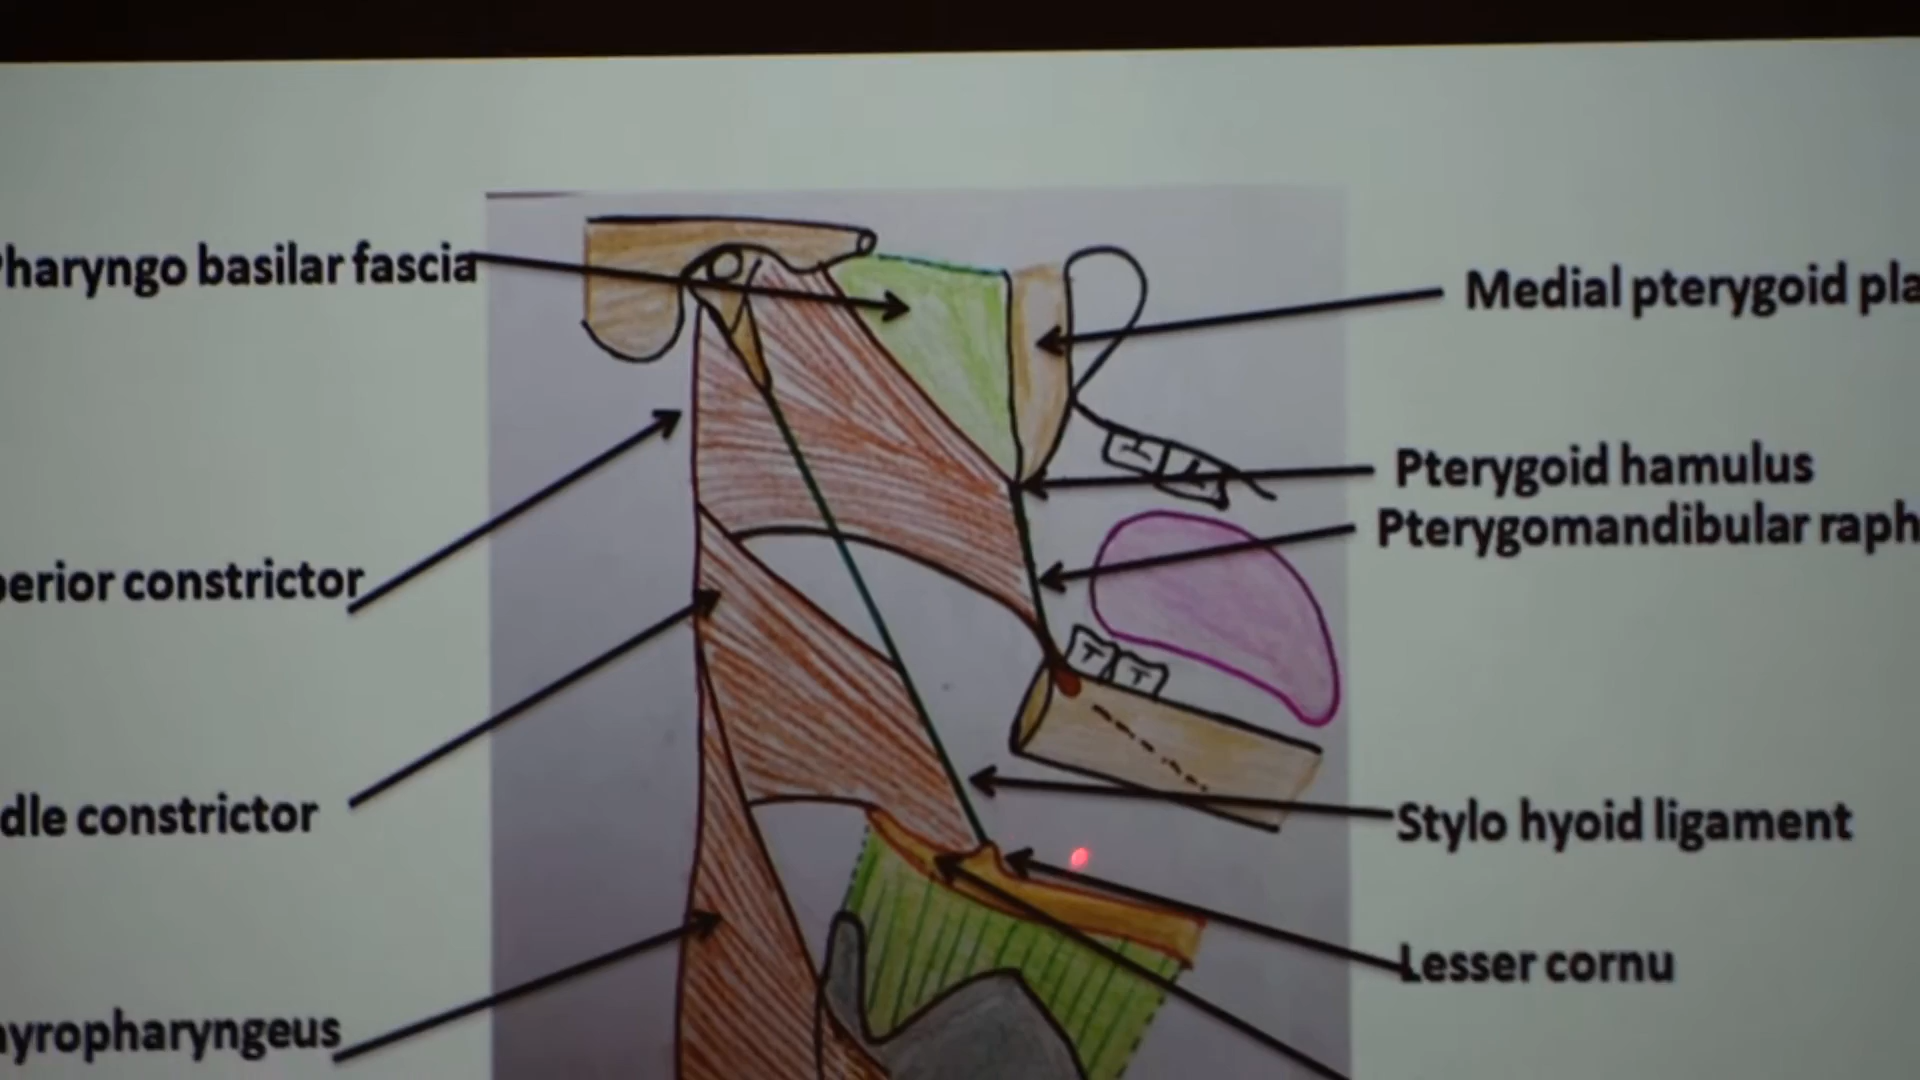 Pharyngo basilar fascia
Medial pterygoid pla
Pterygoid hamulus
Pterygomandibular raph
perior constrictor
dle constrictor
Stylo hyoid ligament
Lesser cornu
hyropharyngeus